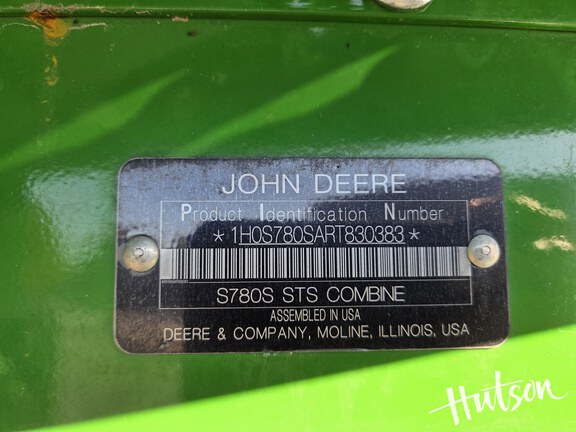 JOHN DEERE
Product Identification Number
*1H0S780SART830383*
S780S STS COMBINE
ASSEMBLED IN USA
DEERE & COMPANY, MOLINE, ILLINOIS, USA
Hutson